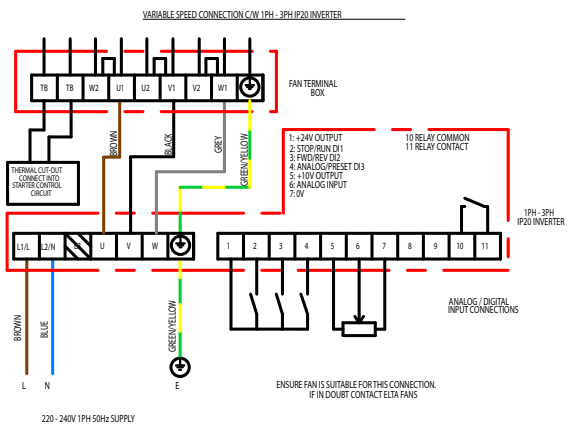 VARIABLE SPEED CONNECTION C/W 1PH - 3PH IP20 INVERTER
FAN TERMINAL
BOX
TB TB W2 U1 U2 V1 V2 W1
BROWN
BLACK
GREY
GREEN/YELLOW
THERMAL CUT-OUT
CONNECT INTO
STARTER CONTROL
CIRCUIT
1: +24V OUTPUT
2: STOP/RUN DI1
3: FWD/REV DI2
4: ANALOG/PRESET DI3
5: +10V OUTPUT
6: ANALOG INPUT
7: 0V
10 RELAY COMMON
11 RELAY CONTACT
1PH - 3PH
IP20 INVERTER
L1/L L2/N L3 U V W
1 2 3 4 5 6 7 8 9 10 11
ANALOG / DIGITAL
INPUT CONNECTIONS
BROWN
BLUE
GREEN/YELLOW
L N E
ENSURE FAN IS SUITABLE FOR THIS CONNECTION.
IF IN DOUBT CONTACT ELTA FANS
220 - 240V 1PH 50Hz SUPPLY